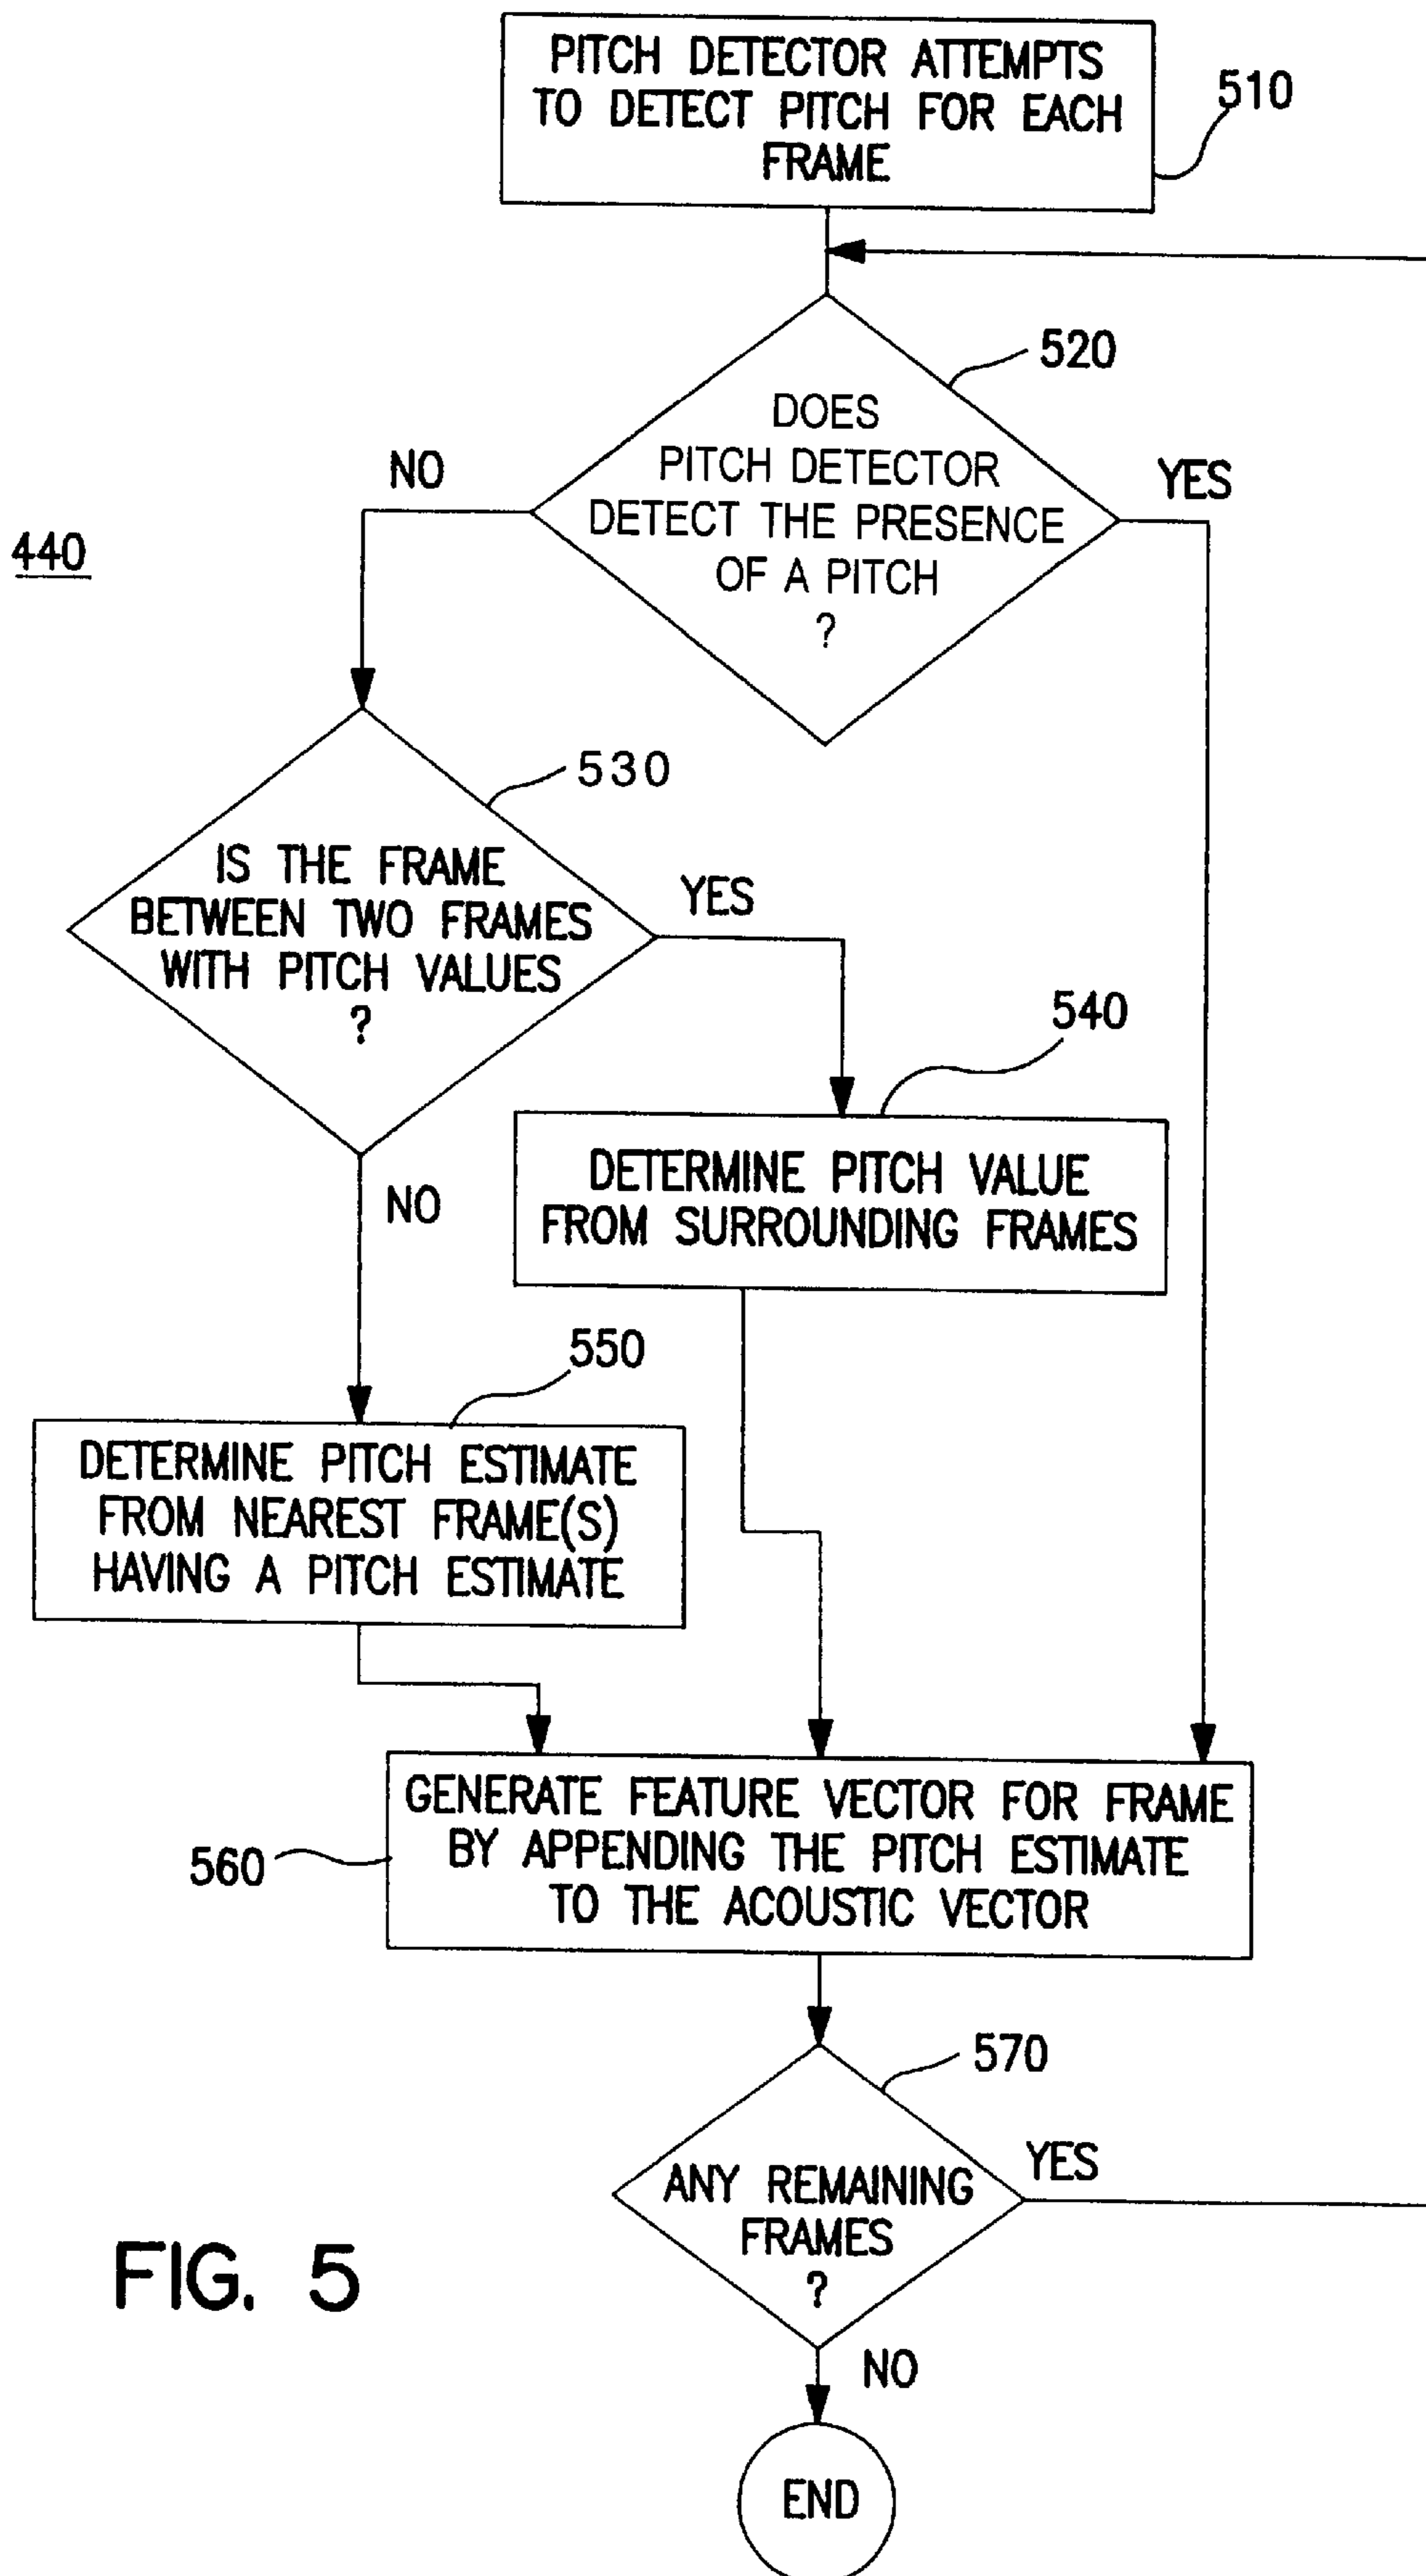 PITCH DETECTOR ATTEMPTS
TO DETECT PITCH FOR EACH
FRAME
510
520
DOES
PITCH DETECTOR
DETECT THE PRESENCE
OF A PITCH
?
NO
YES
440
530
IS THE FRAME
BETWEEN TWO FRAMES
WITH PITCH VALUES
?
YES
NO
540
DETERMINE PITCH VALUE
FROM SURROUNDING FRAMES
550
DETERMINE PITCH ESTIMATE
FROM NEAREST FRAME(S)
HAVING A PITCH ESTIMATE
GENERATE FEATURE VECTOR FOR FRAME
BY APPENDING THE PITCH ESTIMATE
TO THE ACOUSTIC VECTOR
560
570
ANY REMAINING
FRAMES
?
YES
NO
END
FIG. 5